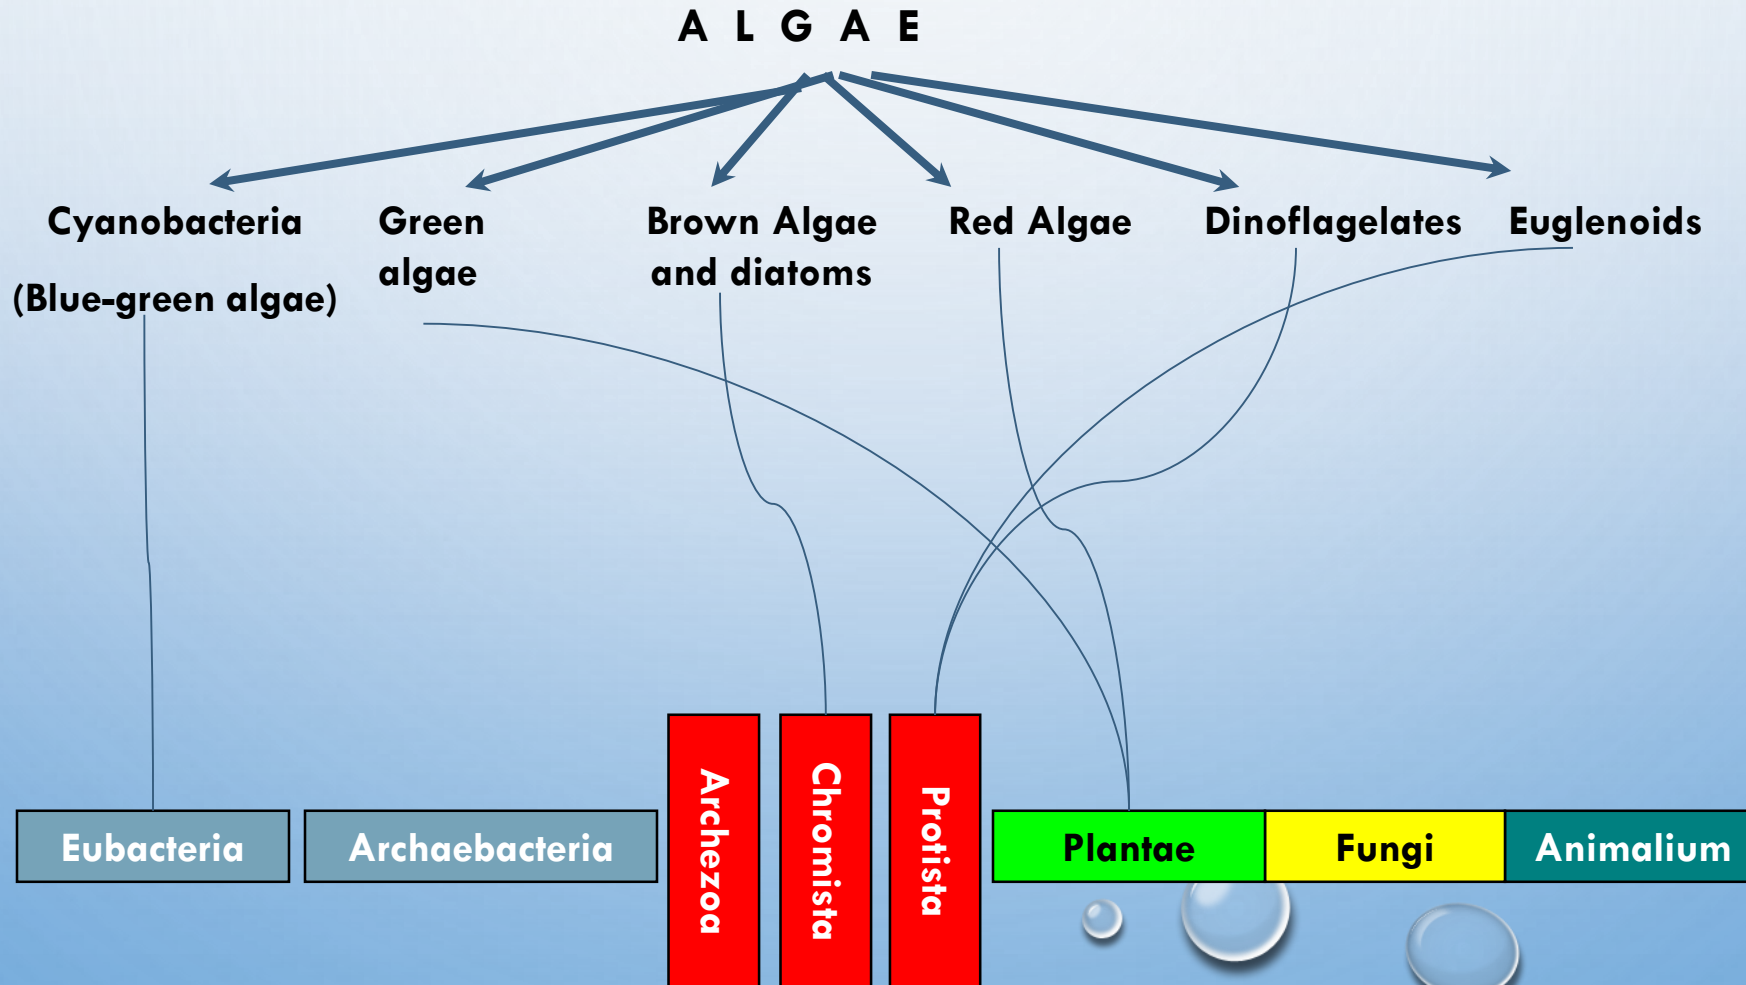 A L G A E
Cyanobacteria
(Blue-green algae)
Green
algae
Brown Algae
and diatoms
Red Algae
Dinoflagelates
Euglenoids
Eubacteria
Archaebacteria
Archezoa
Chromista
Protista
Plantae
Fungi
Animalium